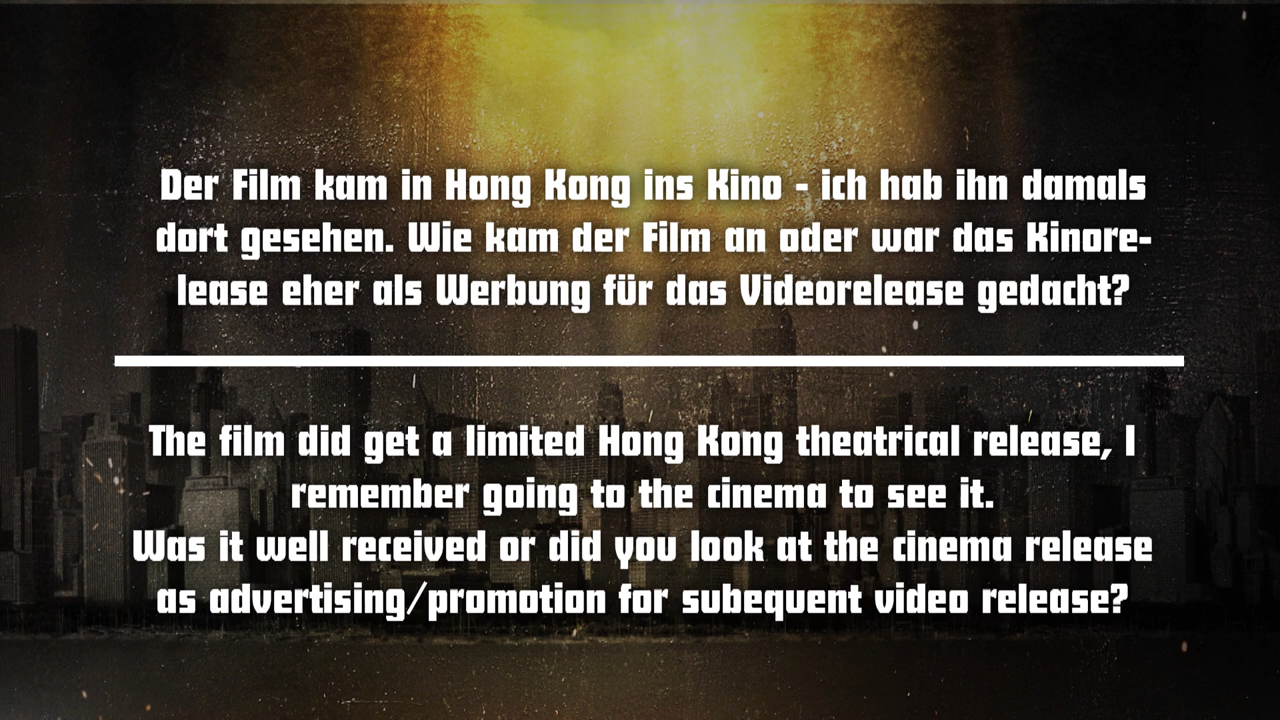 Der Film kam in Hong Kong ins Kino - ich hab ihn damals
dort gesehen. Wie kam der Film an oder war das Kinore-
lease eher als Werbung für das Videorelease gedacht?
The film did get a limited Hong Kong theatrical release, I
remember going to the cinema to see it.
Was it well received or did you look at the cinema release
as advertising/promotion for subequent video release?